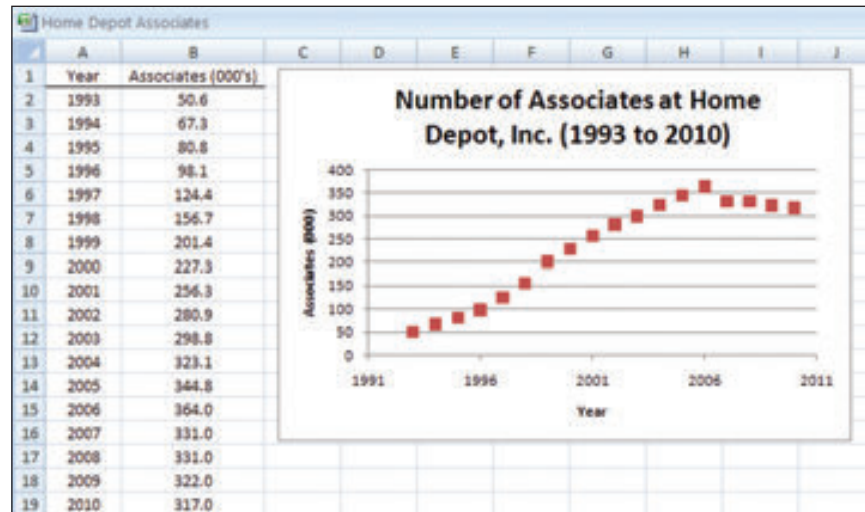 Home Depot Associates
A B C D E F G H I J
1 Year Associates (000's)
2 1993 50.6
3 1994 67.3
4 1995 80.8
5 1996 98.1
6 1997 124.4
7 1998 156.7
8 1999 201.4
9 2000 227.3
10 2001 256.3
11 2002 280.9
12 2003 298.8
13 2004 323.1
14 2005 344.8
15 2006 364.0
16 2007 331.0
17 2008 331.0
18 2009 322.0
19 2010 317.0
Number of Associates at Home
Depot, Inc. (1993 to 2010)
Associates (000)
400
350
300
250
200
150
100
50
0
1991 1996 2001 2006 2011
Year